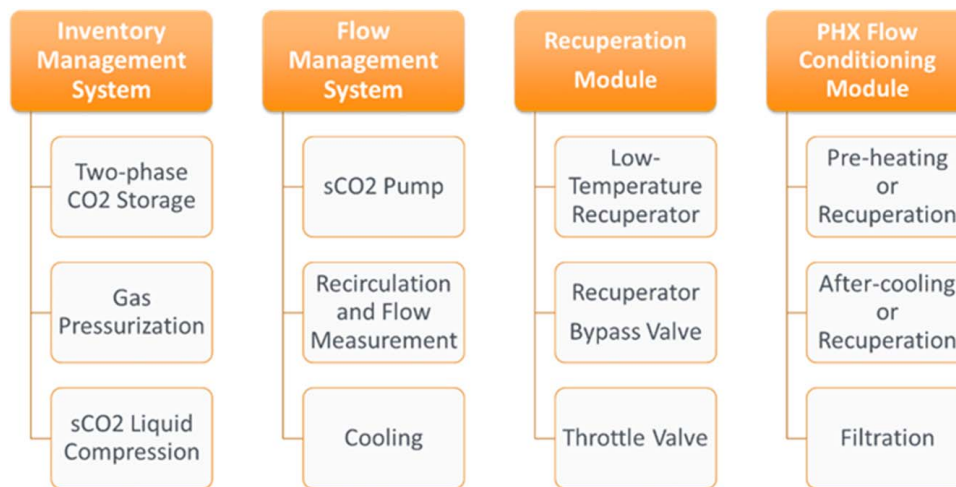 Inventory
Management
System
Two-phase
CO2 Storage
Gas
Pressurization
sCO2 Liquid
Compression
Flow
Management
System
sCO2 Pump
Recirculation
and Flow
Measurement
Cooling
Recuperation
Module
Low-
Temperature
Recuperator
Recuperator
Bypass Valve
Throttle Valve
PHX Flow
Conditioning
Module
Pre-heating
or
Recuperation
After-cooling
or
Recuperation
Filtration